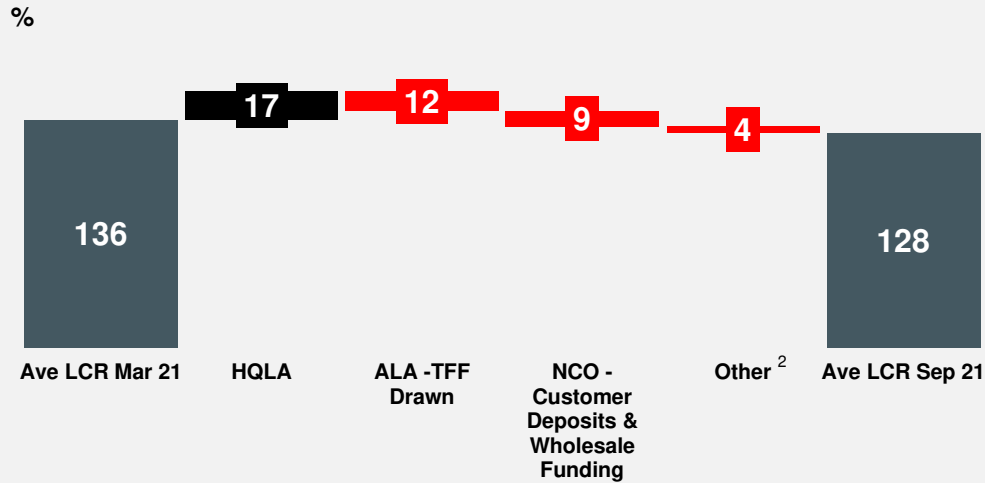 %
17
12
9
4
136
128
Ave LCR Mar 21
HQLA
ALA -TFF
Drawn
NCO -
Customer
Deposits &
Wholesale
Funding
Other 2
Ave LCR Sep 21